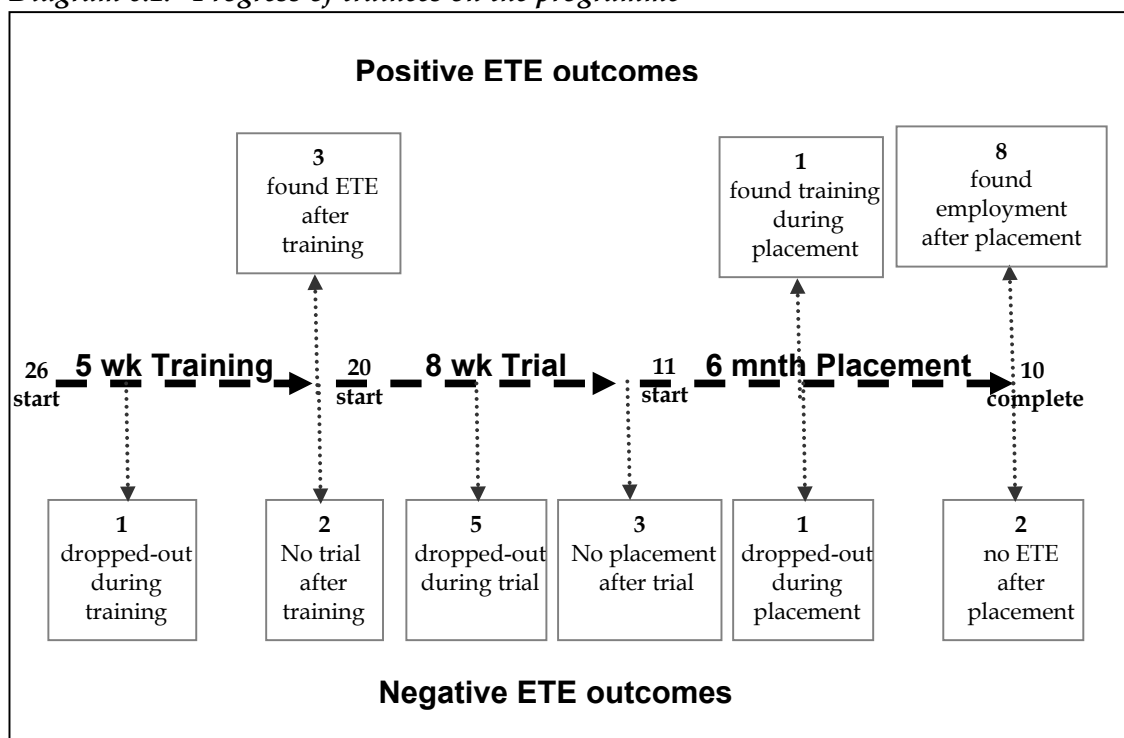 Diagram Progress of trainees on the programme
Positive ETE outcomes
3
found ETE
after
training
1
found training
during
placement
8
found
employment
after placement
26
start
5 wk Training
20
start
8 wk Trial
11
start
6 mnth Placement
10
complete
1
dropped-out
during
training
2
No trial
after
training
5
dropped-out
during trial
3
No placement
after trial
1
dropped-out
during
placement
2
no ETE
after
placement
Negative ETE outcomes